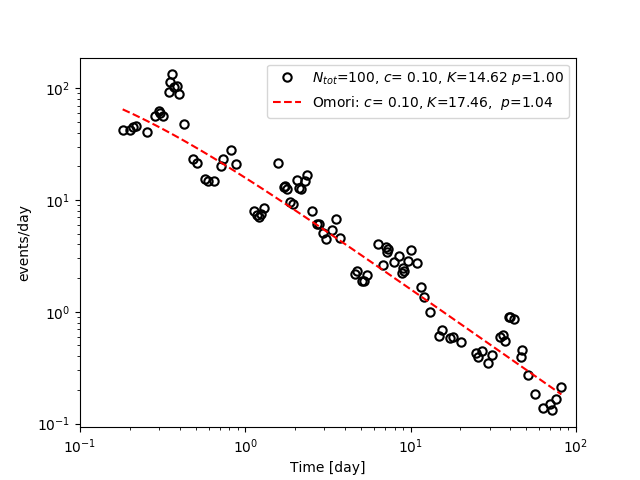 N_tot=100, c= 0.10, K=14.62 p=1.00
Omori: c= 0.10, K=17.46,  p=1.04
events/day
10²
10¹
10⁰
10⁻¹
10⁻¹ 10⁰ 10¹ 10²
Time [day]